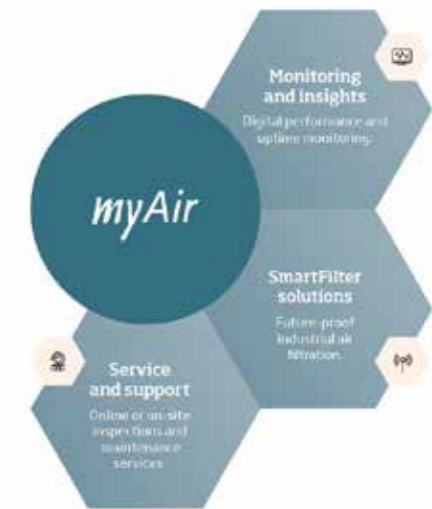 Monitoring
and insights
Digital performance and
uptime monitoring.
myAir
SmartFilter
solutions
Future-proof
industrial air
filtration.
Service
and support
Online or on-site
inspections and
maintenance
services